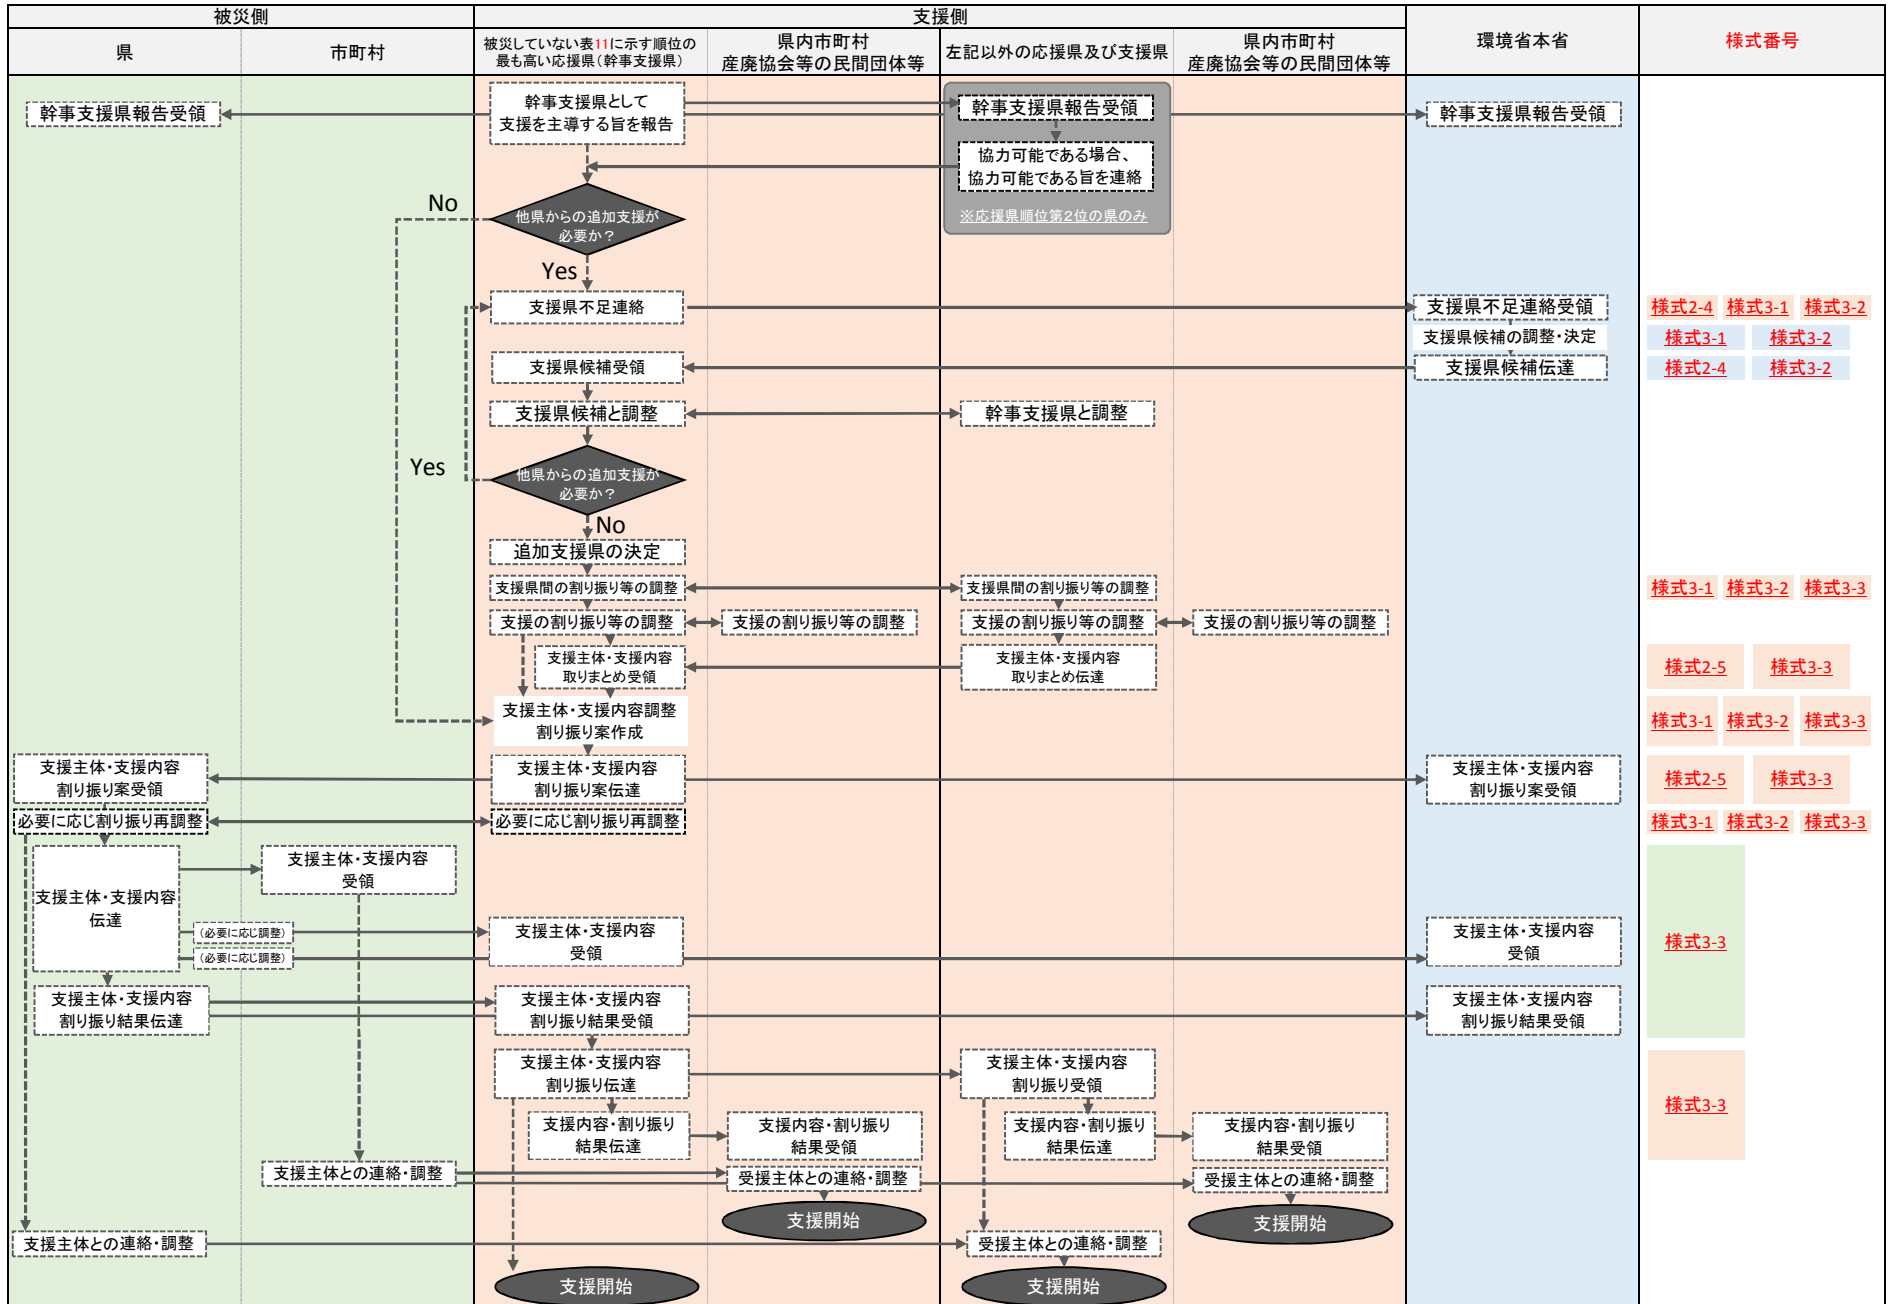 被災側
支援側
県
市町村
被災していない表11に示す順位の
最も高い応援県（幹事支援県）
県内市町村
産廃協会等の民間団体等
左記以外の応援県及び支援県
県内市町村
産廃協会等の民間団体等
環境省本省
様式番号
幹事支援県報告受領
幹事支援県として
支援を主導する旨を報告
幹事支援県報告受領
幹事支援県報告受領
協力可能である場合、
協力可能である旨を連絡
※応援県順位第2位の県のみ
No
他県からの追加支援が
必要か？
Yes
支援県不足連絡
支援県不足連絡受領
様式2-4 様式3-1 様式3-2
支援県候補の調整・決定
様式3-1 様式3-2
支援県候補受領
支援県候補伝達
様式2-4 様式3-2
支援県候補と調整
幹事支援県と調整
Yes
他県からの追加支援が
必要か？
No
追加支援県の決定
支援県間の割り振り等の調整
支援県間の割り振り等の調整
様式3-1 様式3-2 様式3-3
支援の割り振り等の調整
支援の割り振り等の調整
支援の割り振り等の調整
支援の割り振り等の調整
支援主体・支援内容
取りまとめ受領
支援主体・支援内容
取りまとめ伝達
様式2-5 様式3-3
支援主体・支援内容調整
割り振り案作成
様式3-1 様式3-2 様式3-3
支援主体・支援内容
割り振り案受領
支援主体・支援内容
割り振り案伝達
支援主体・支援内容
割り振り案受領
様式2-5 様式3-3
必要に応じ割り振り再調整
必要に応じ割り振り再調整
様式3-1 様式3-2 様式3-3
支援主体・支援内容
伝達
支援主体・支援内容
受領
（必要に応じ調整）
（必要に応じ調整）
支援主体・支援内容
受領
支援主体・支援内容
受領
様式3-3
支援主体・支援内容
割り振り結果伝達
支援主体・支援内容
割り振り結果受領
支援主体・支援内容
割り振り結果受領
支援主体・支援内容
割り振り伝達
支援主体・支援内容
割り振り受領
様式3-3
支援内容・割り振り
結果伝達
支援内容・割り振り
結果受領
支援内容・割り振り
結果伝達
支援内容・割り振り
結果受領
支援主体との連絡・調整
受援主体との連絡・調整
受援主体との連絡・調整
支援開始
支援開始
支援主体との連絡・調整
受援主体との連絡・調整
支援開始
支援開始